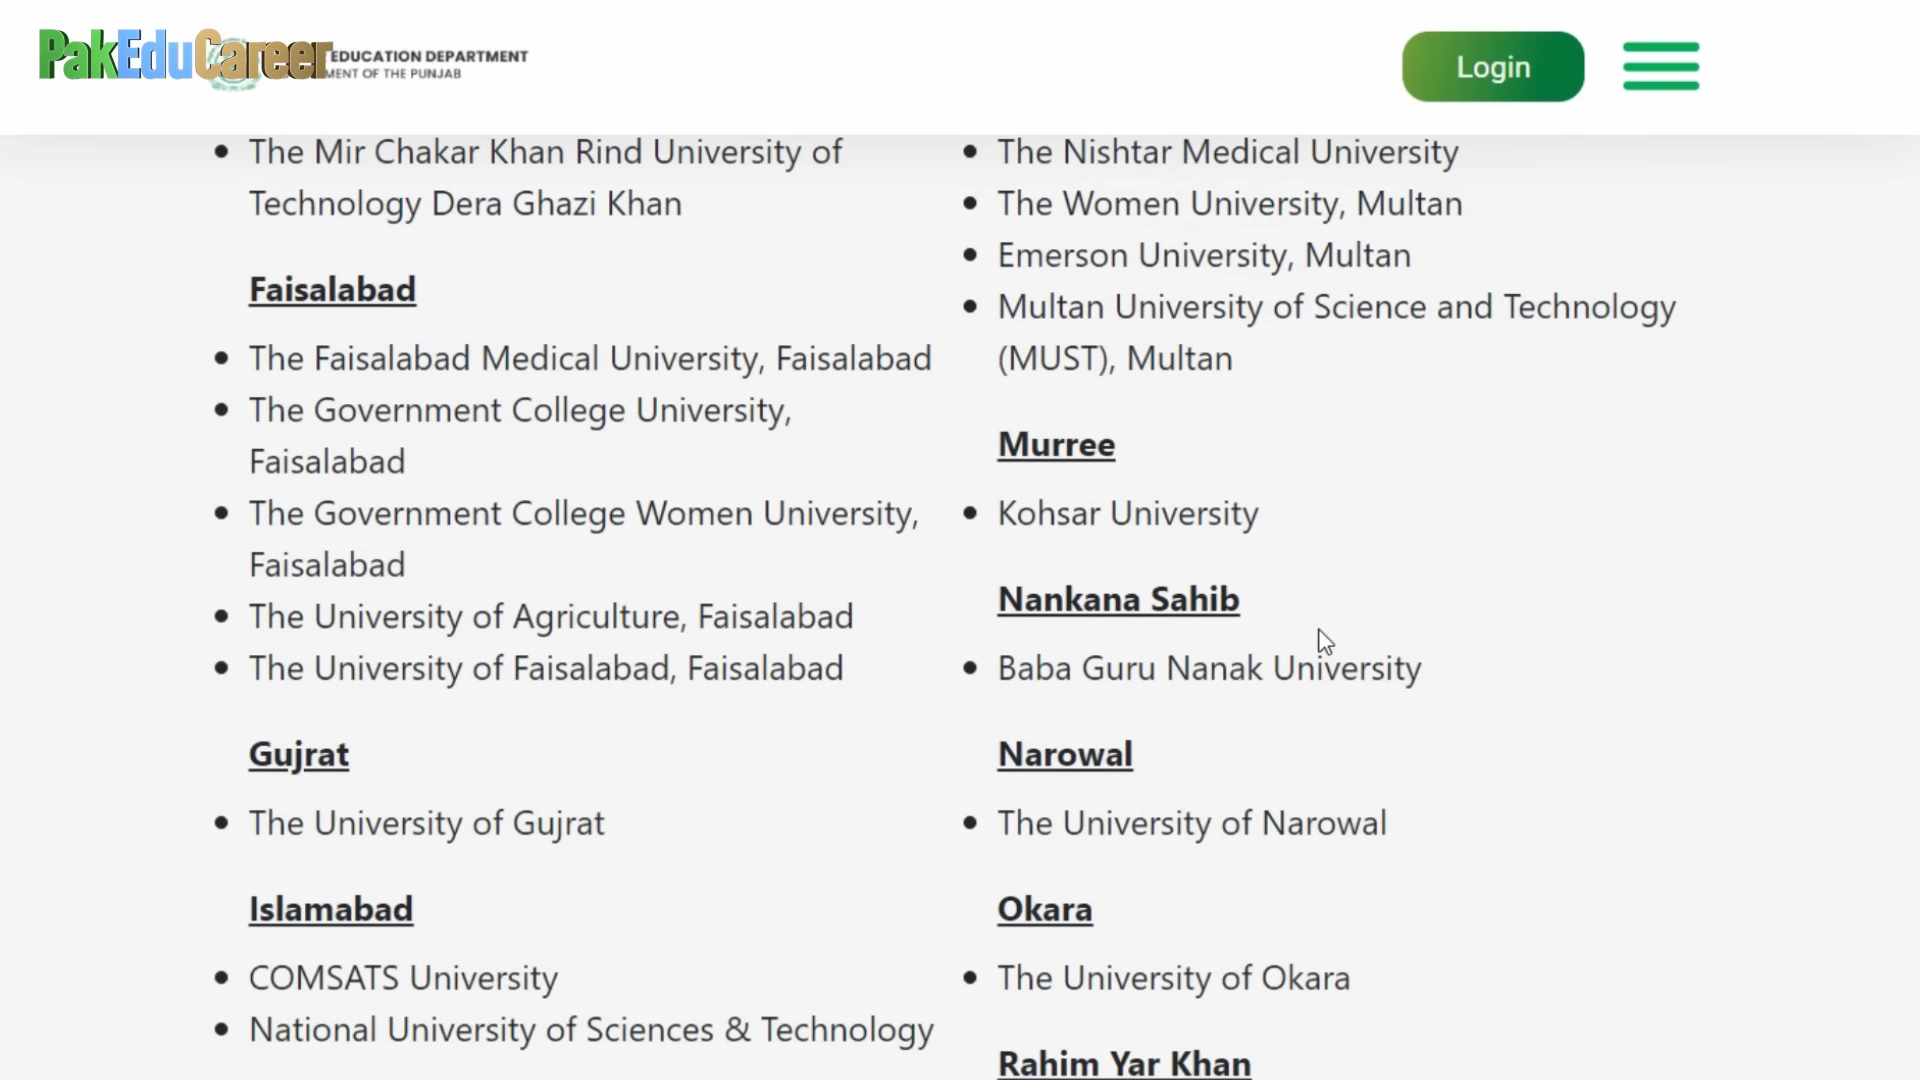 PakEduCareer
EDUCATION DEPARTMENT
MENT OF THE PUNJAB
Login
The Mir Chakar Khan Rind University of
Technology Dera Ghazi Khan
Faisalabad
The Faisalabad Medical University, Faisalabad
The Government College University,
Faisalabad
The Government College Women University,
Faisalabad
The University of Agriculture, Faisalabad
The University of Faisalabad, Faisalabad
Gujrat
The University of Gujrat
Islamabad
COMSATS University
National University of Sciences & Technology
The Nishtar Medical University
The Women University, Multan
Emerson University, Multan
Multan University of Science and Technology
(MUST), Multan
Murree
Kohsar University
Nankana Sahib
Baba Guru Nanak University
Narowal
The University of Narowal
Okara
The University of Okara
Rahim Yar Khan